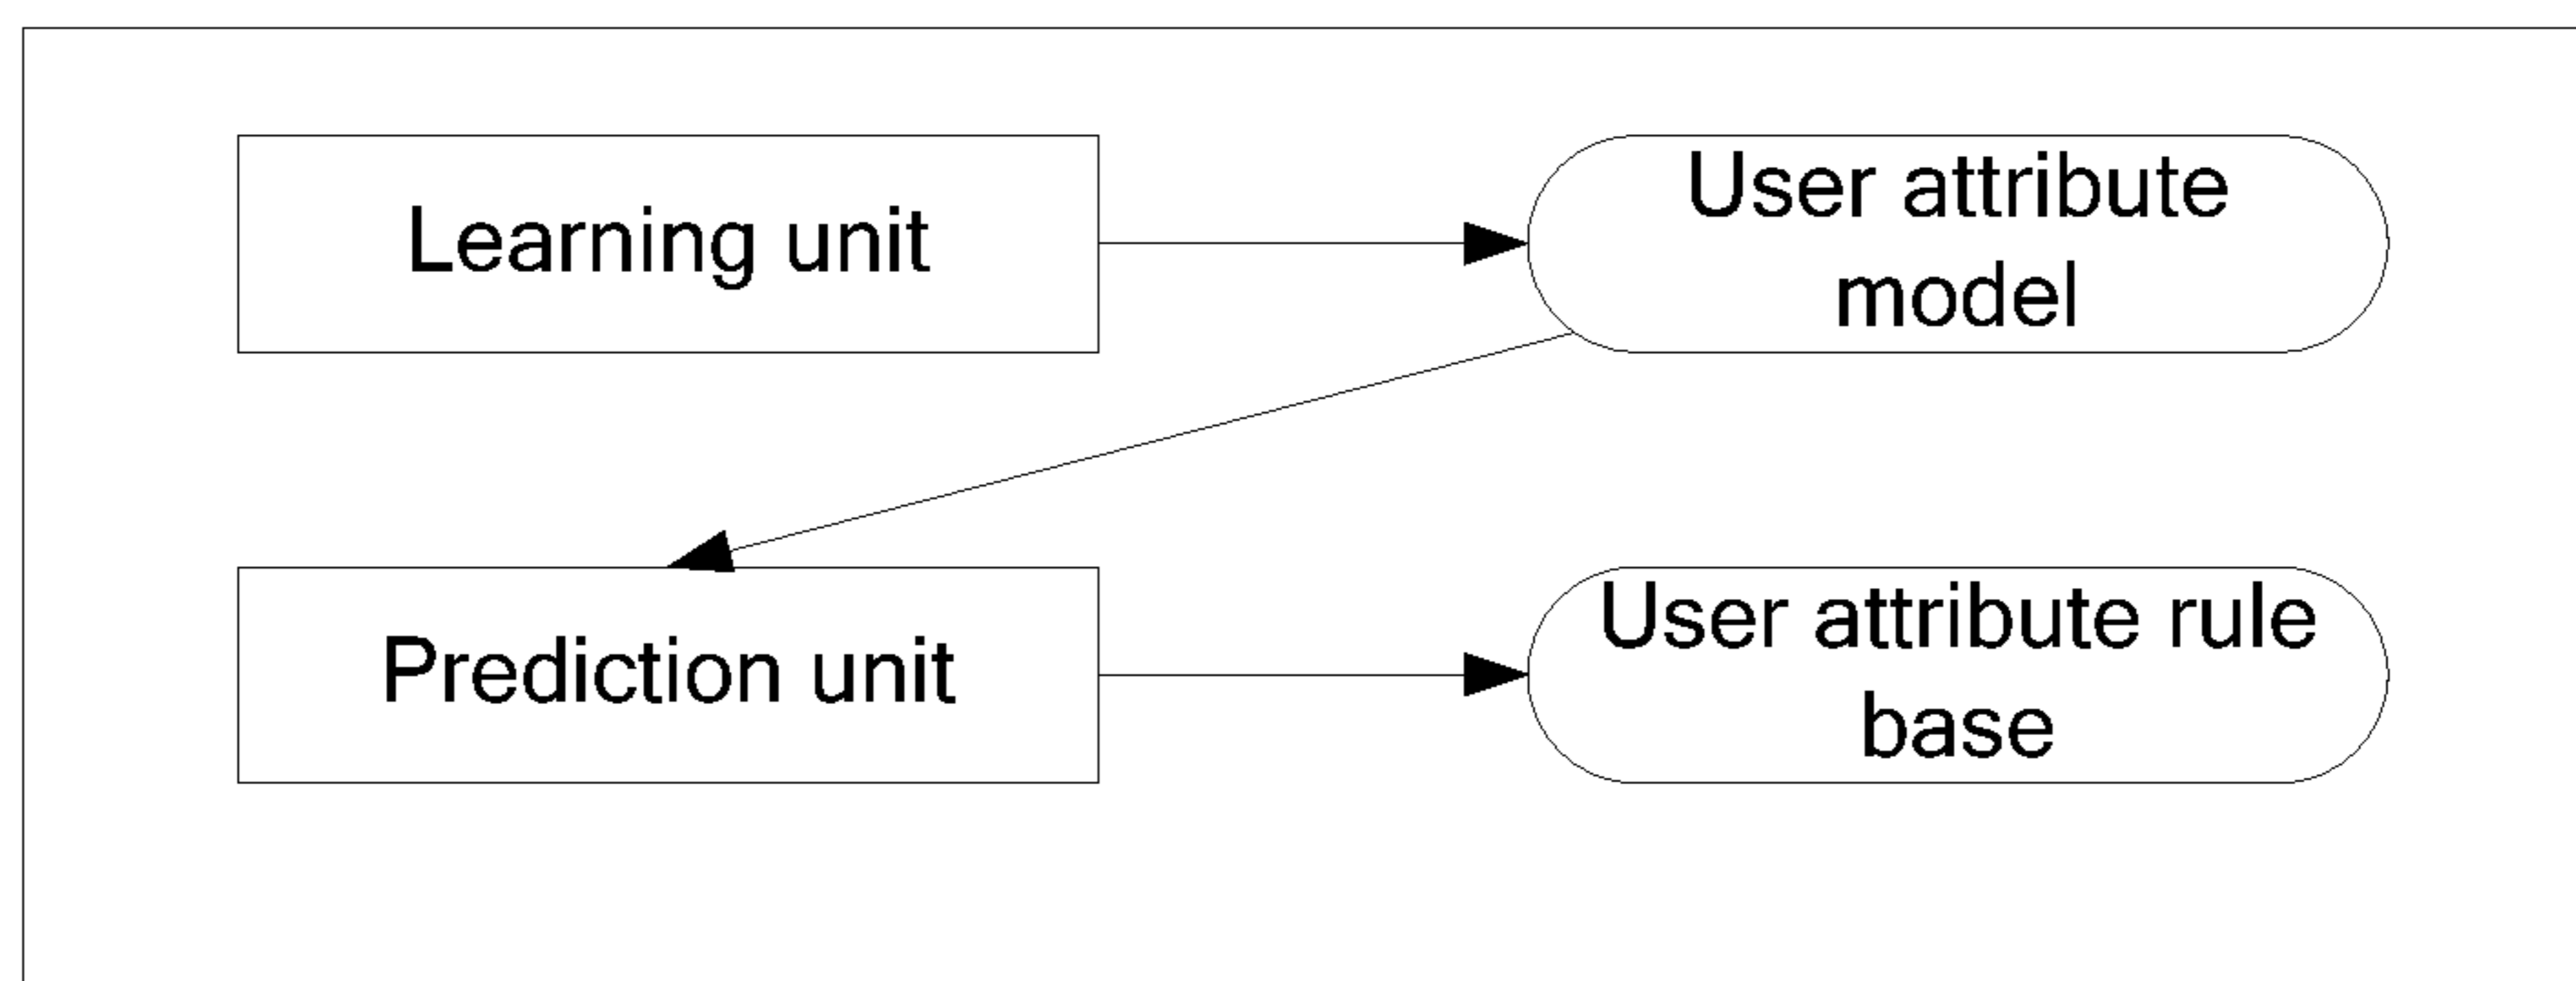 Learning unit
User attribute
model
Prediction unit
User attribute rule
base